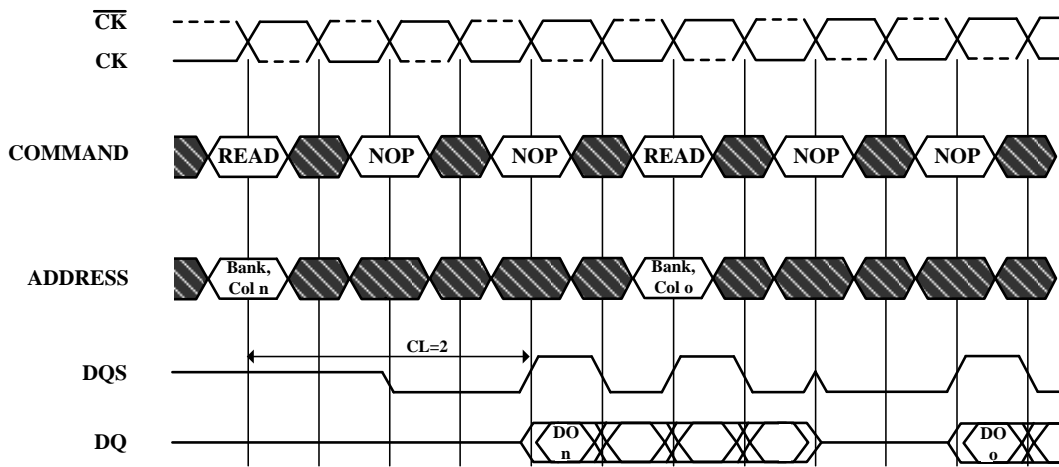 CK
CK
COMMAND
READ NOP NOP READ NOP NOP
ADDRESS
Bank,
Col n
Bank,
Col o
CL=2
DQS
DQ
DO
n
DO
o